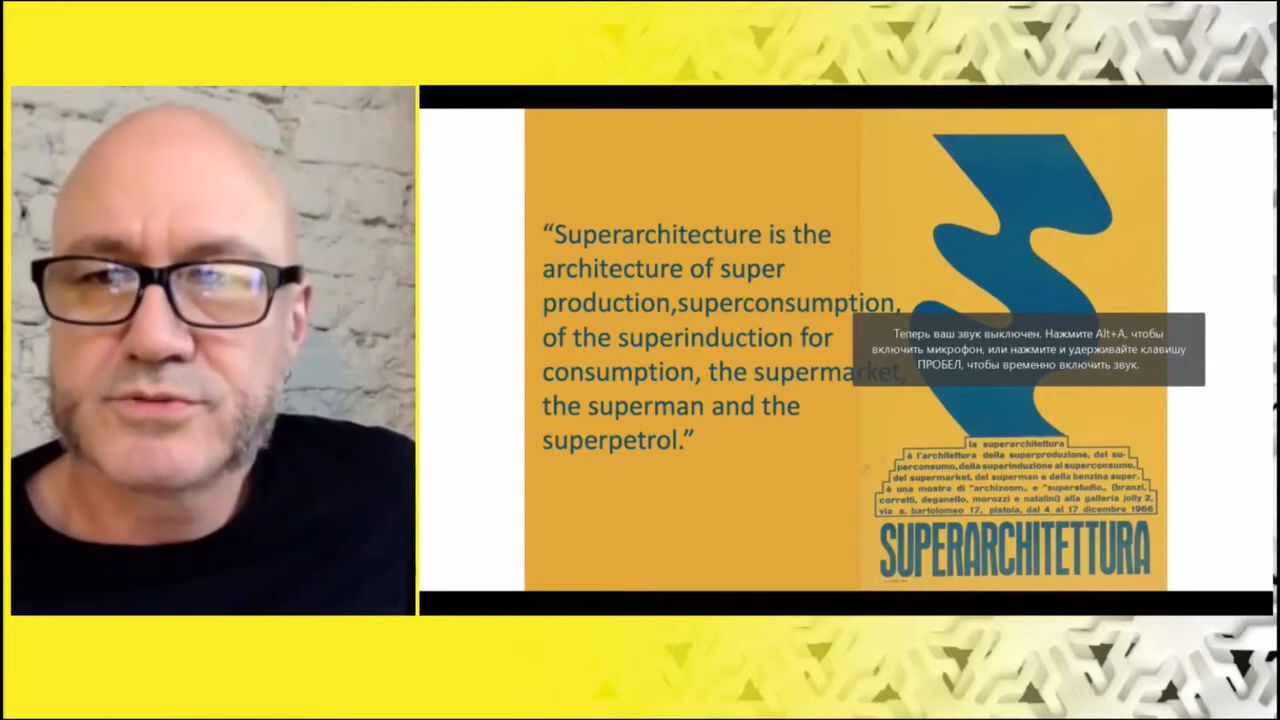 “Superarchitecture is the
architecture of super
production,superconsumption,
of the superinduction for
consumption, the supermarket,
the superman and the
superpetrol.”
Теперь ваш звук выключен. Нажмите Alt+A, чтобы
включить микрофон, или нажмите и удерживайте клавишу
ПРОБЕЛ, чтобы временно включить звук.
la superarchitettura
è l'architettura della superproduzione, del su-
perconsumo, della superinduzione al superconsumo,
del supermarket, del superman e della benzina super.
è una mostra di "archizoom„ e "superstudio„ (branzi,
corretti, deganello, morozzi e natalini) alla galleria jolly 2,
via s. bartolomeo 17, pistoia, dal 4 al 17 dicembre 1966
SUPERARCHITETTURA